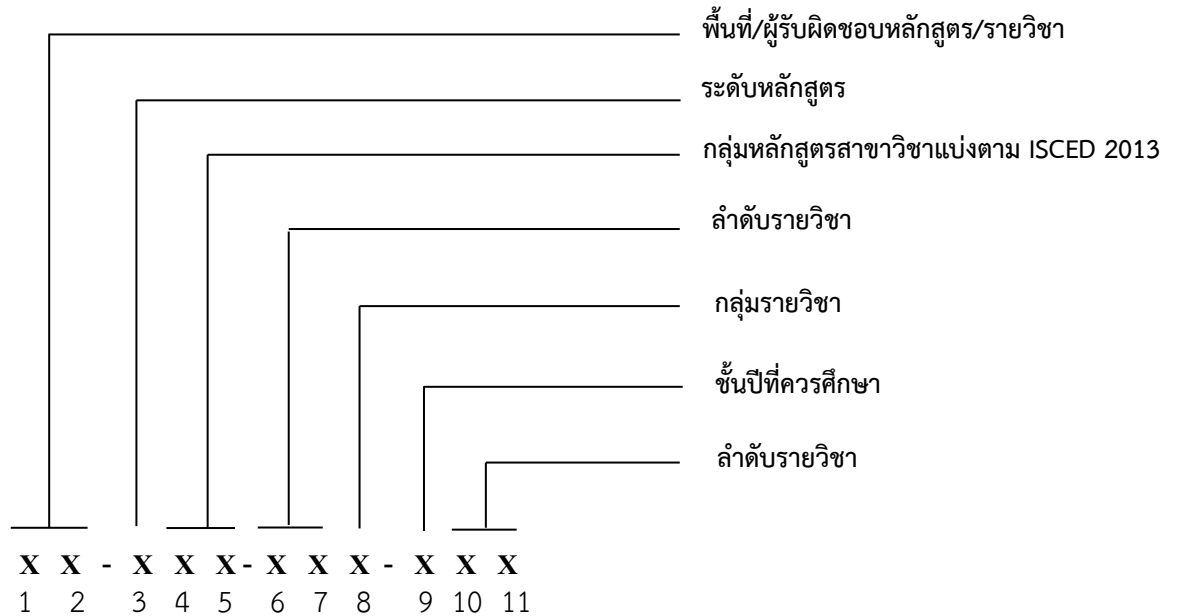 พื้นที่/ผู้รับผิดชอบหลักสูตร/รายวิชา
ระดับหลักสูตร
กลุ่มหลักสูตรสาขาวิชาแบ่งตาม ISCED 2013
ลำดับรายวิชา
กลุ่มรายวิชา
ชั้นปีที่ควรศึกษา
ลำดับรายวิชา
X X - X X X - X X X - X X X
1 2 3 4 5 6 7 8 9 10 11